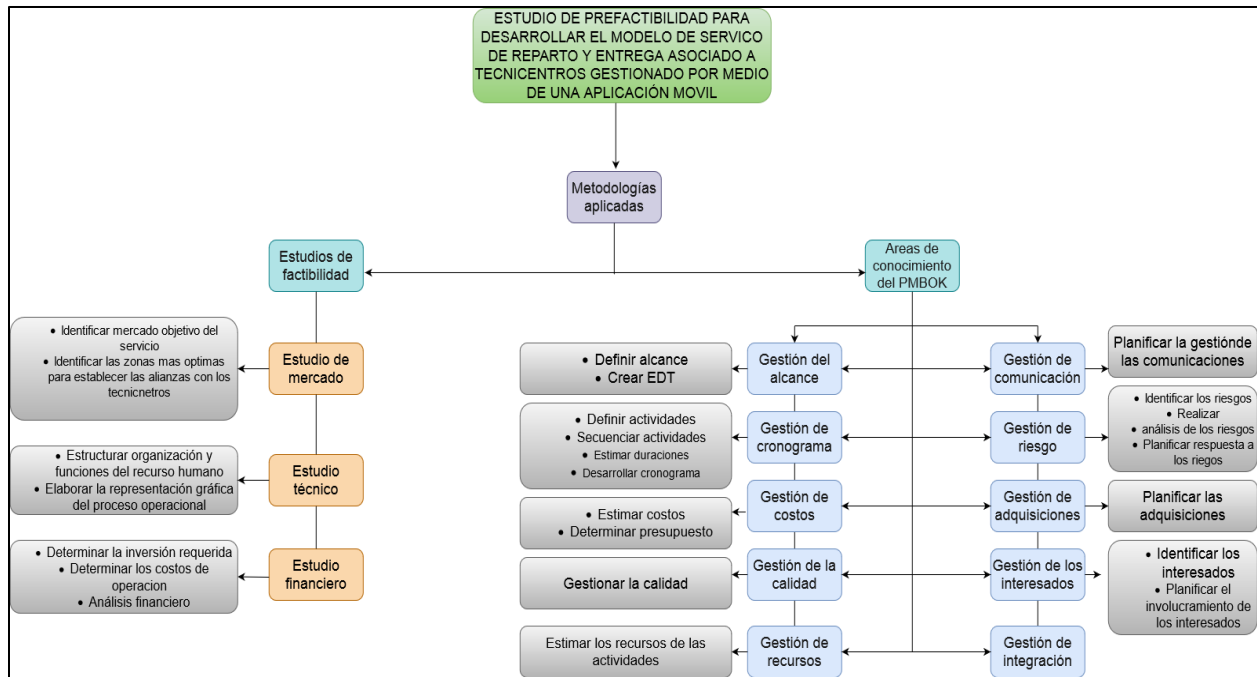 ESTUDIO DE PREFACTIBILIDAD PARA
DESARROLLAR EL MODELO DE SERVICO
DE REPARTO Y ENTREGA ASOCIADO A
TECNICENTROS GESTIONADO POR MEDIO
DE UNA APLICACIÓN MOVIL
Metodologías
aplicadas
Estudios de
factibilidad
Areas de
conocimiento
del PMBOK
• Identificar mercado objetivo del
servicio
• Identificar las zonas mas optimas
para establecer las alianzas con los
tecnicnetros
Estudio de
mercado
• Estructurar organización y
funciones del recurso humano
• Elaborar la representación gráfica
del proceso operacional
Estudio
técnico
• Determinar la inversión requerida
• Determinar los costos de
operacion
• Análisis financiero
Estudio
financiero
• Definir alcance
• Crear EDT
Gestión del
alcance
Gestión de
comunicación
Planificar la gestiónde
las comunicaciones
• Definir actividades
• Secuenciar actividades
• Estimar duraciones
• Desarrollar cronograma
Gestión de
cronograma
Gestión de
riesgo
• Identificar los riesgos
• Realizar
• análisis de los riesgos
• Planificar respuesta a
los riegos
• Estimar costos
• Determinar presupuesto
Gestión de
costos
Gestión de
adquisiciones
Planificar las
adquisiciones
Gestionar la calidad
Gestión de la
calidad
Gestión de los
interesados
• Identificar los
interesados
• Planificar el
involucramiento de
los interesados
Estimar los recursos de las
actividades
Gestión de
recursos
Gestión de
integración